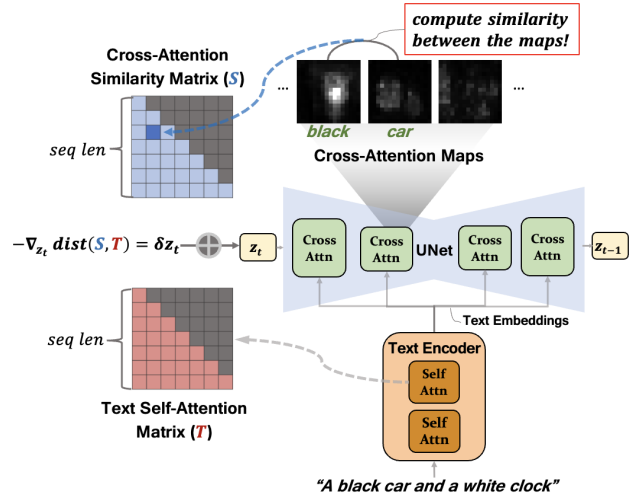 compute similarity
between the maps!
Cross-Attention
Similarity Matrix (S)
...
...
black
car
seq len
Cross-Attention Maps
−∇zₜ dist(S, T) = δzₜ
zₜ
Cross
Attn
Cross
Attn
UNet
Cross
Attn
Cross
Attn
zₜ₋₁
Text Embeddings
seq len
Text Encoder
Self
Attn
Self
Attn
Text Self-Attention
Matrix (T)
“A black car and a white clock”